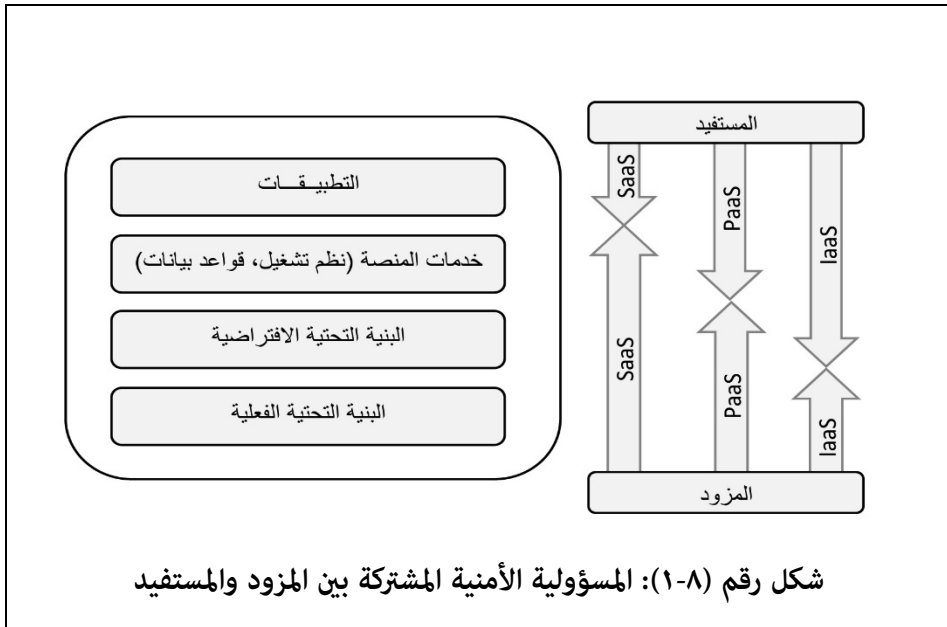 المستفيد
SaaS
PaaS
IaaS
SaaS
PaaS
IaaS
المزود
التطبيـقــات
خدمات المنصة (نظم تشغيل، قواعد بيانات)
البنية التحتية الافتراضية
البنية التحتية الفعلية
شكل رقم (٨-١): المسؤولية الأمنية المشتركة بين المزود والمستفيد